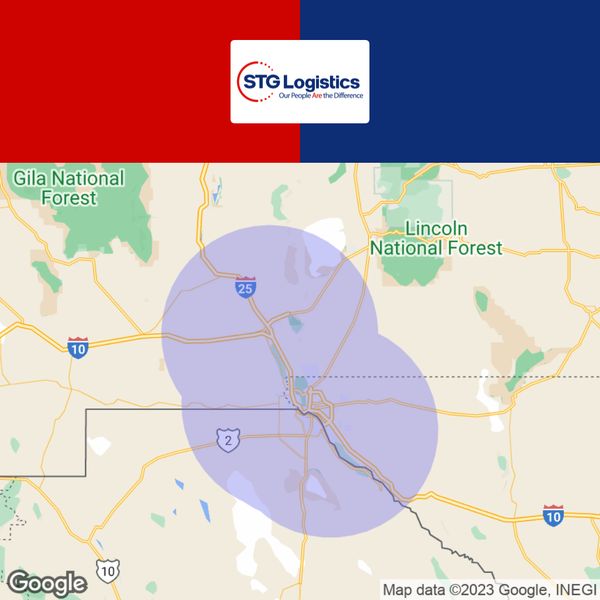 STG Logistics
Our People Are the Difference
Gila National
Forest
Lincoln
National Forest
25
10
2
10
10
Google
Map data ©2023 Google, INEGI